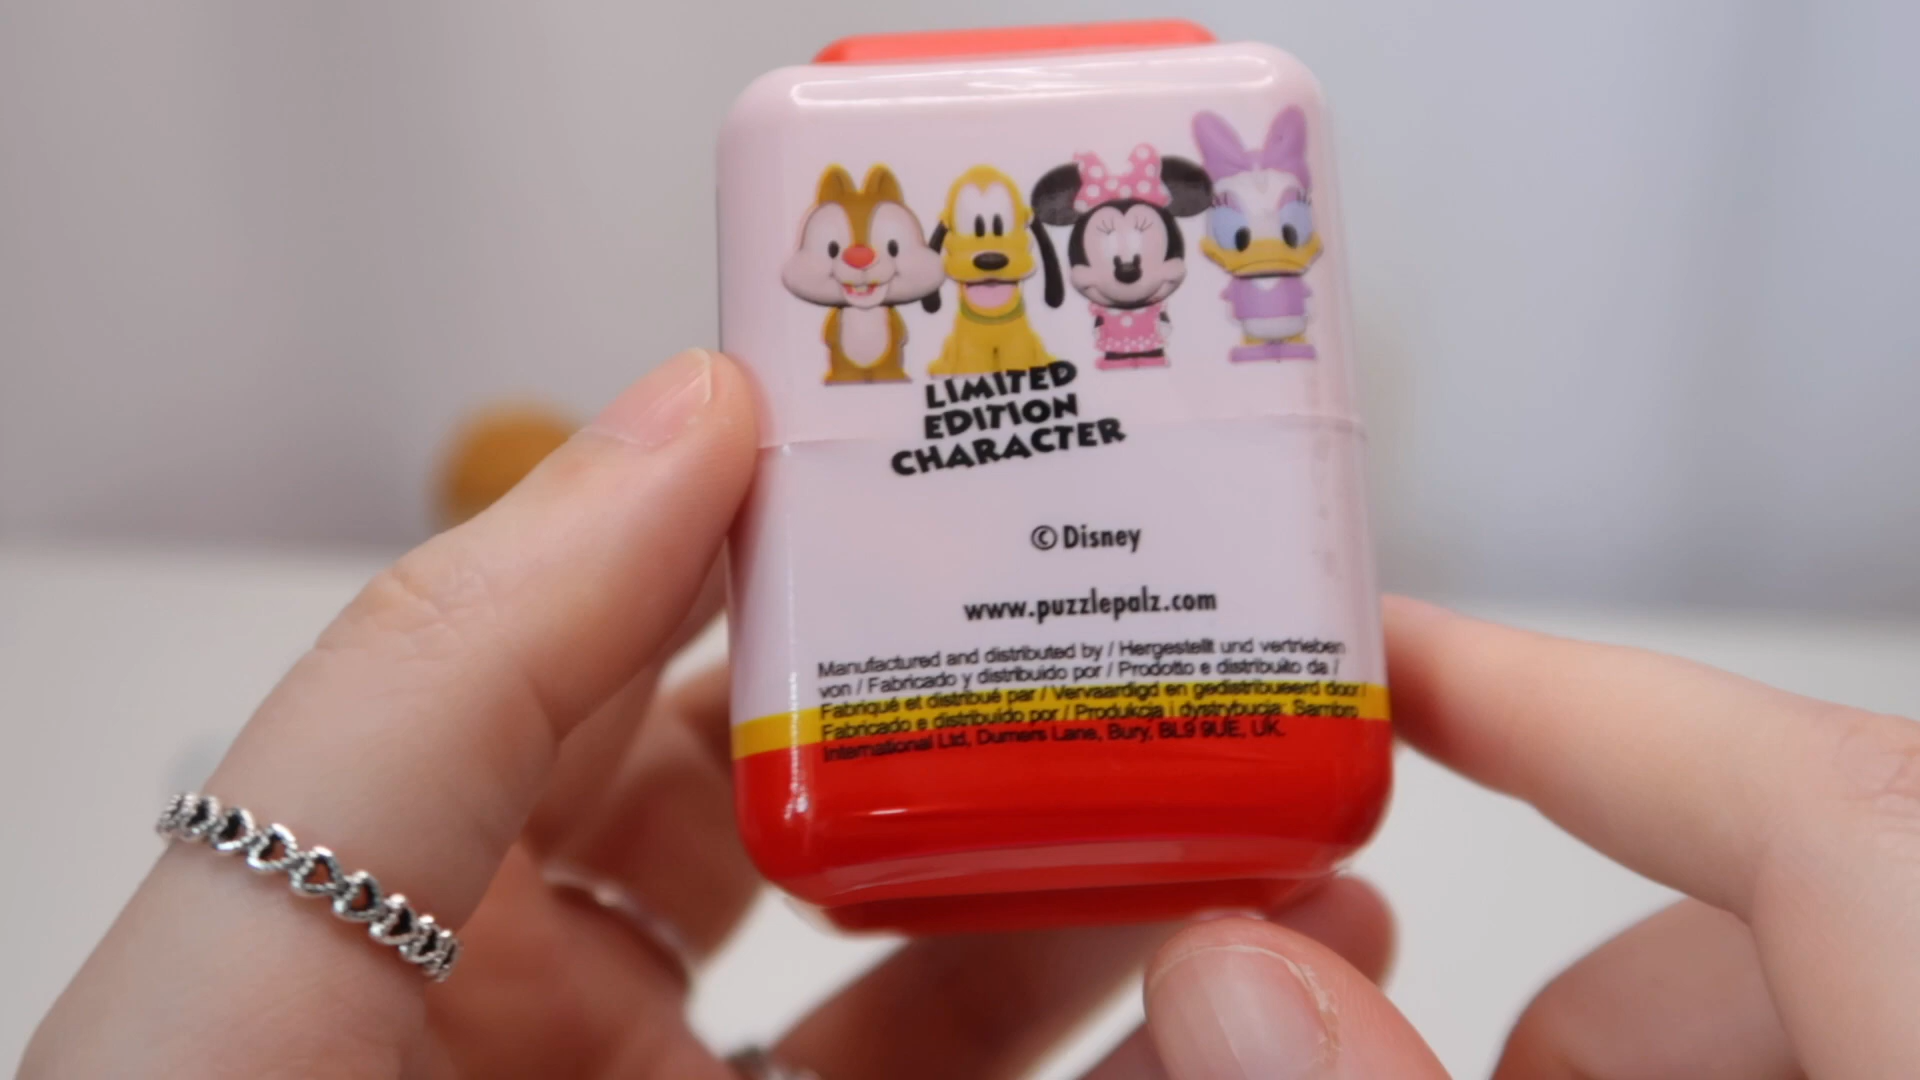 LIMITED
EDITION
CHARACTER
© Disney
www.puzzlepalz.com
Manufactured and distributed by / Hergestellt und vertrieben
von / Fabricado y distribuido por / Prodotto e distribuito da /
Fabriqué et distribué par / Vervaardigd en gedistribueerd door /
Fabricado e distribuído por / Produkcja i dystrybucja: Sambro
International Ltd, Dumers Lane, Bury, BL9 9UE, UK.